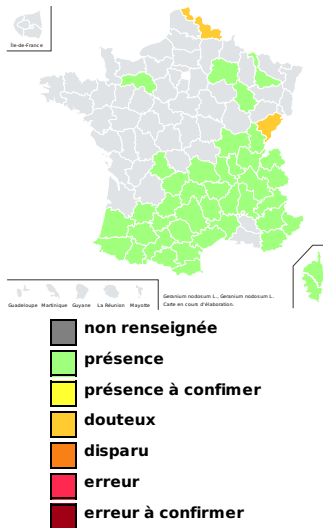 Île-de-France
Guadeloupe Martinique Guyane La Réunion Mayotte
Geranium nodosum L., Geranium nodosum L.
Carte en cours d'élaboration.
non renseignée
présence
présence à confimer
douteux
disparu
erreur
erreur à confirmer